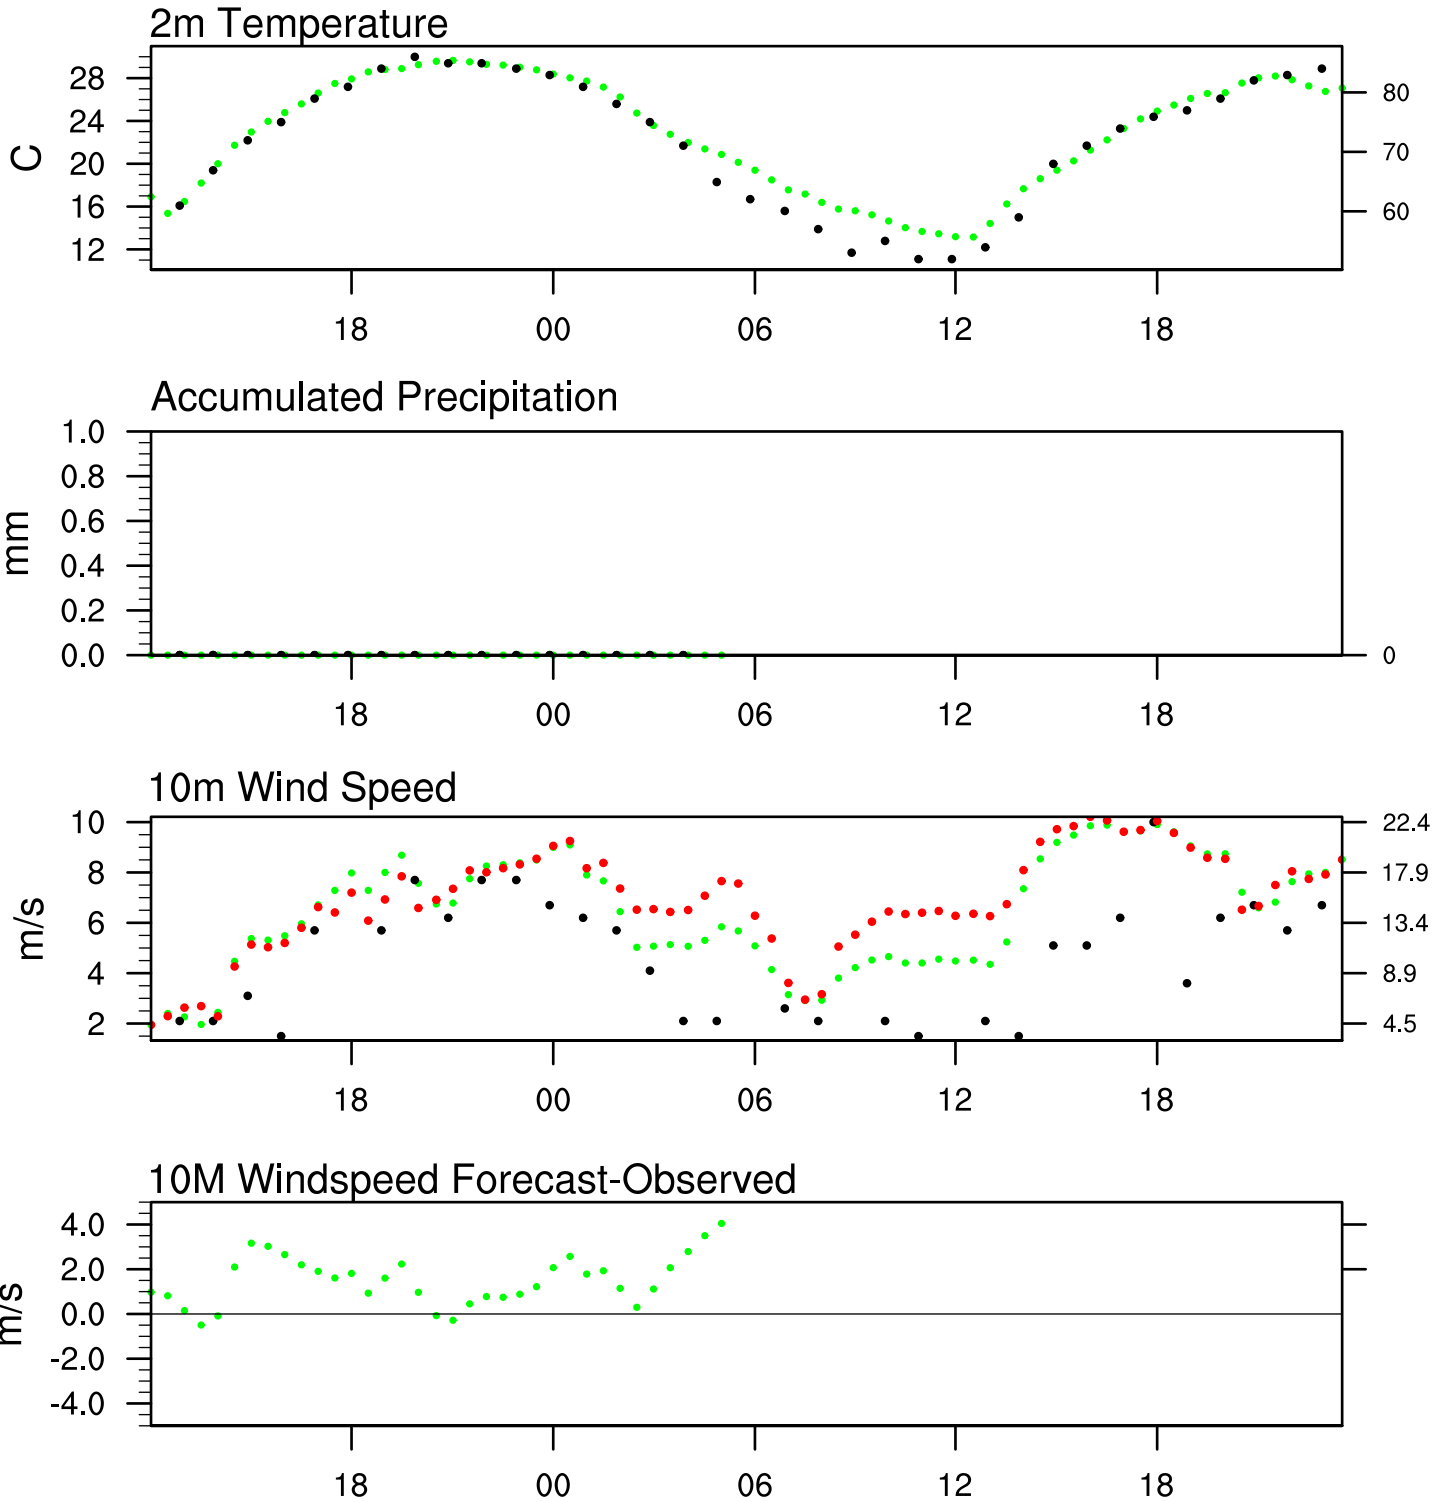 2m Temperature
28
24
20
16
12
C
80
70
60
18 00 06 12 18
Accumulated Precipitation
1.0
0.8
0.6
0.4
0.2
0.0
mm
0
18 00 06 12 18
10m Wind Speed
10
8
6
4
2
m/s
22.4
17.9
13.4
8.9
4.5
18 00 06 12 18
10M Windspeed Forecast-Observed
4.0
2.0
0.0
-2.0
-4.0
m/s
18 00 06 12 18